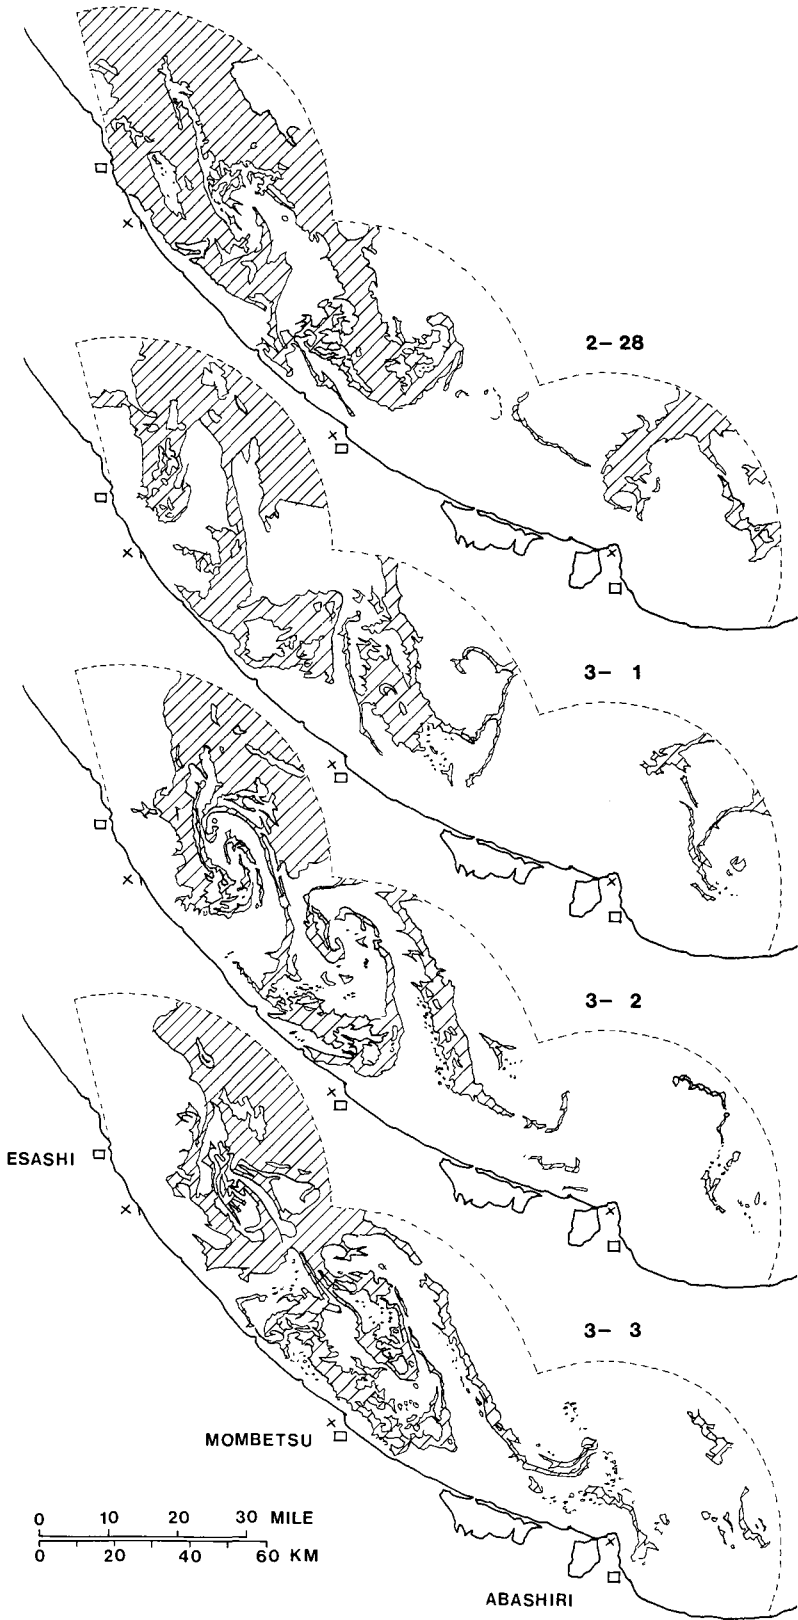 2-28
3- 1
3- 2
ESASHI
3- 3
MOMBETSU
0 10 20 30 MILE
0 20 40 60 KM
ABASHIRI